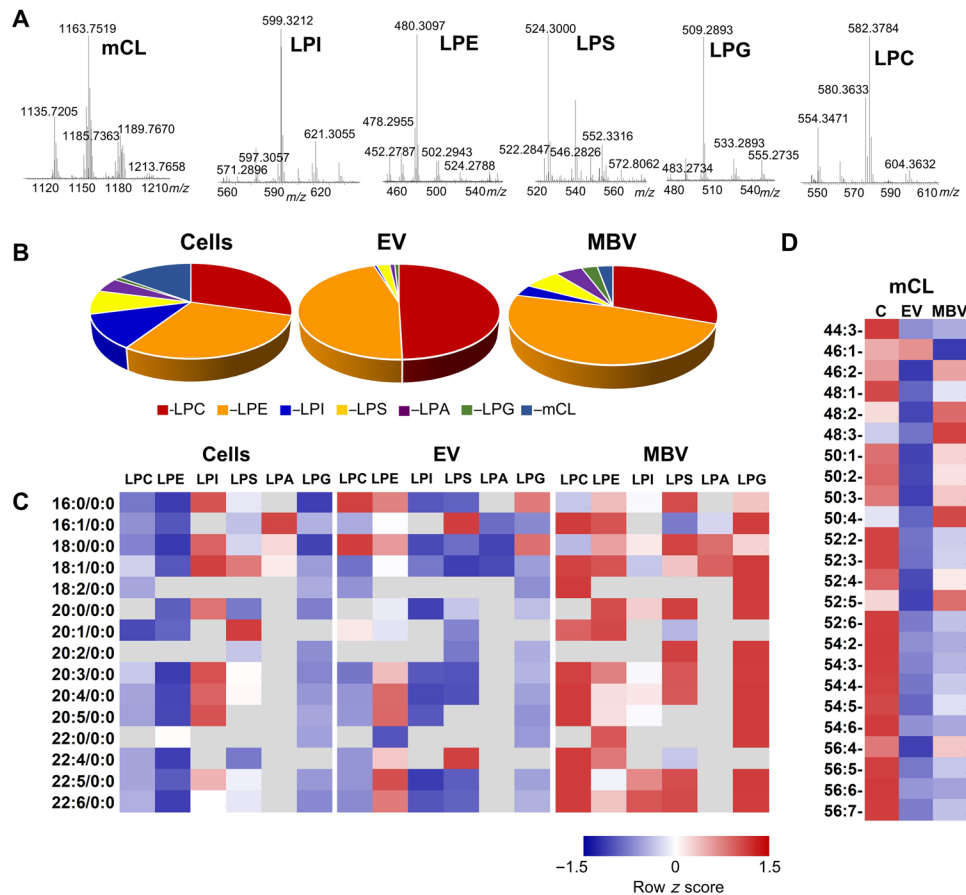 A
mCL
1163.7519
1135.7205
1185.7363
1189.7670
1213.7658
1120 1150 1180 1210 m/z
LPI
599.3212
621.3055
597.3057
571.2896
560 590 620
m/z
LPE
480.3097
478.2955
452.2787
502.2943
524.2788
460 500 540
m/z
LPS
524.3000
522.2847
552.3316
546.2826
572.8062
520 540 560
m/z
LPG
509.2893
533.2893
483.2734
555.2735
480 510 540
m/z
LPC
582.3784
580.3633
554.3471
604.3632
550 570 590 610
m/z
B
Cells EV MBV
-LPC –LPE –LPI –LPS –LPA –LPG –mCL
C
Cells EV MBV
LPC LPE LPI LPS LPA LPG LPC LPE LPI LPS LPA LPG LPC LPE LPI LPS LPA LPG
16:0/0:0
16:1/0:0
18:0/0:0
18:1/0:0
18:2/0:0
20:0/0:0
20:1/0:0
20:2/0:0
20:3/0:0
20:4/0:0
20:5/0:0
22:0/0:0
22:4/0:0
22:5/0:0
22:6/0:0
−1.5 0 1.5
Row z score
D
mCL
C EV MBV
44:3-
46:1-
46:2-
48:1-
48:2-
48:3-
50:1-
50:2-
50:3-
50:4-
52:2-
52:3-
52:4-
52:5-
52:6-
54:2-
54:3-
54:4-
54:5-
54:6-
56:4-
56:5-
56:6-
56:7-